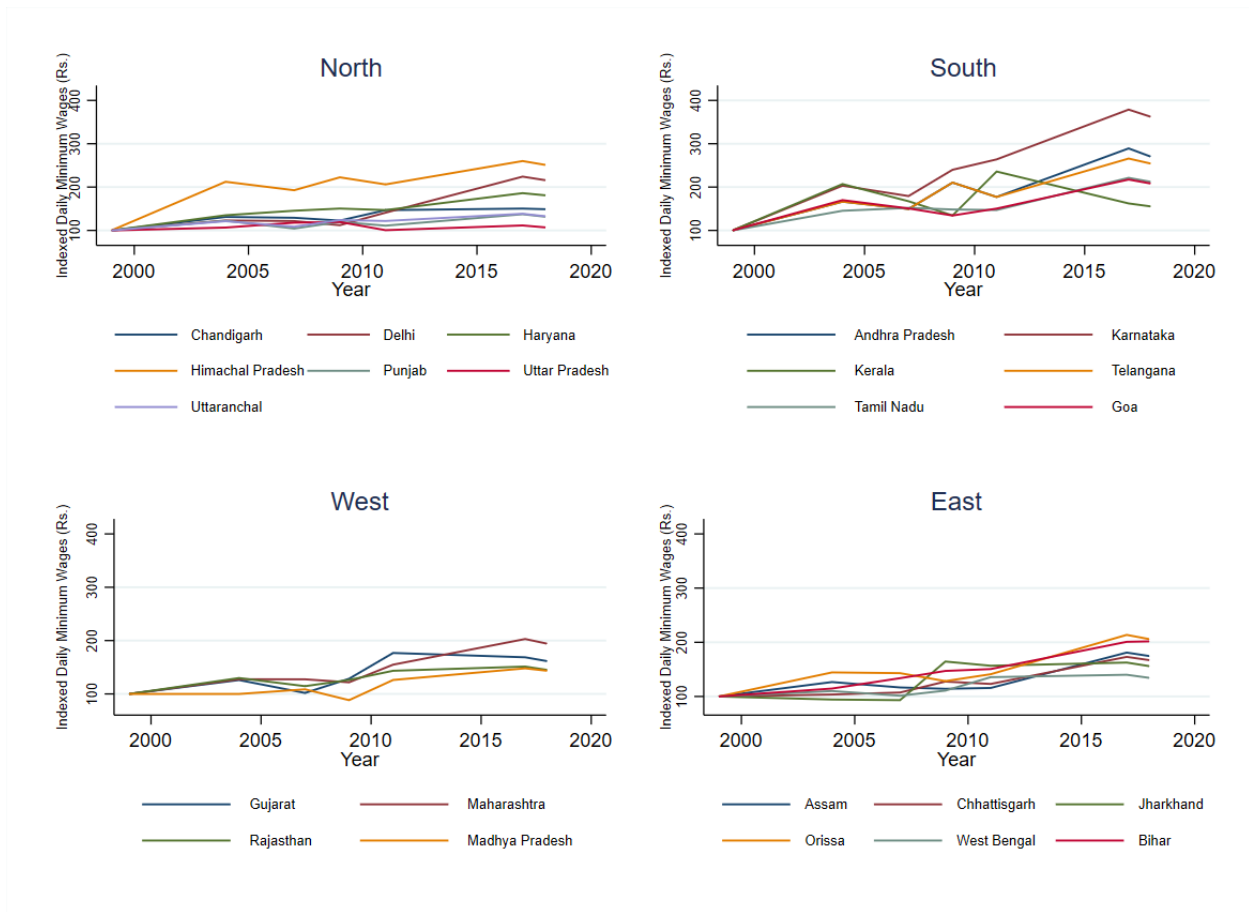 North
Indexed Daily Minimum Wages (Rs.)
400
300
200
100
2000 2005 2010 2015 2020
Year
Chandigarh Delhi Haryana
Himachal Pradesh Punjab Uttar Pradesh
Uttaranchal
South
Indexed Daily Minimum Wages (Rs.)
400
300
200
100
2000 2005 2010 2015 2020
Year
Andhra Pradesh Karnataka
Kerala Telangana
Tamil Nadu Goa
West
Indexed Daily Minimum Wages (Rs.)
400
300
200
100
2000 2005 2010 2015 2020
Year
Gujarat Maharashtra
Rajasthan Madhya Pradesh
East
Indexed Daily Minimum Wages (Rs.)
400
300
200
100
2000 2005 2010 2015 2020
Year
Assam Chhattisgarh Jharkhand
Orissa West Bengal Bihar